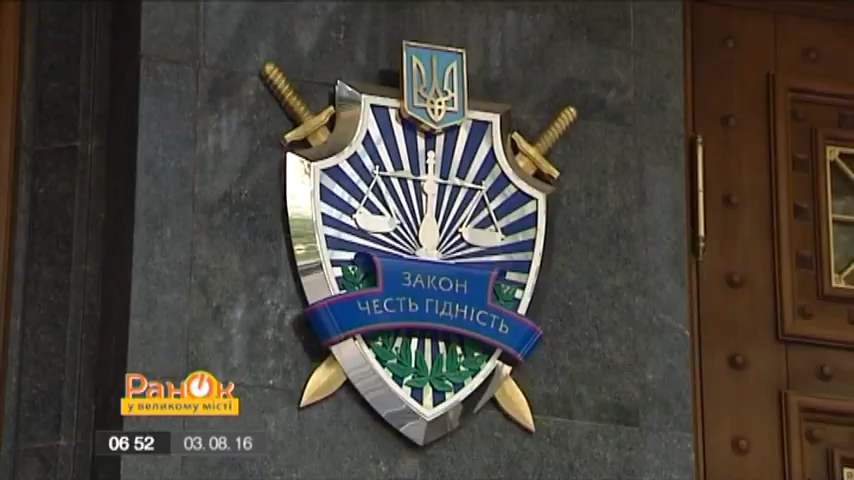 ЗАКОН
ЧЕСТЬ ГІДНІСТЬ
Ранок
у великому місті
06 52 03. 08. 16